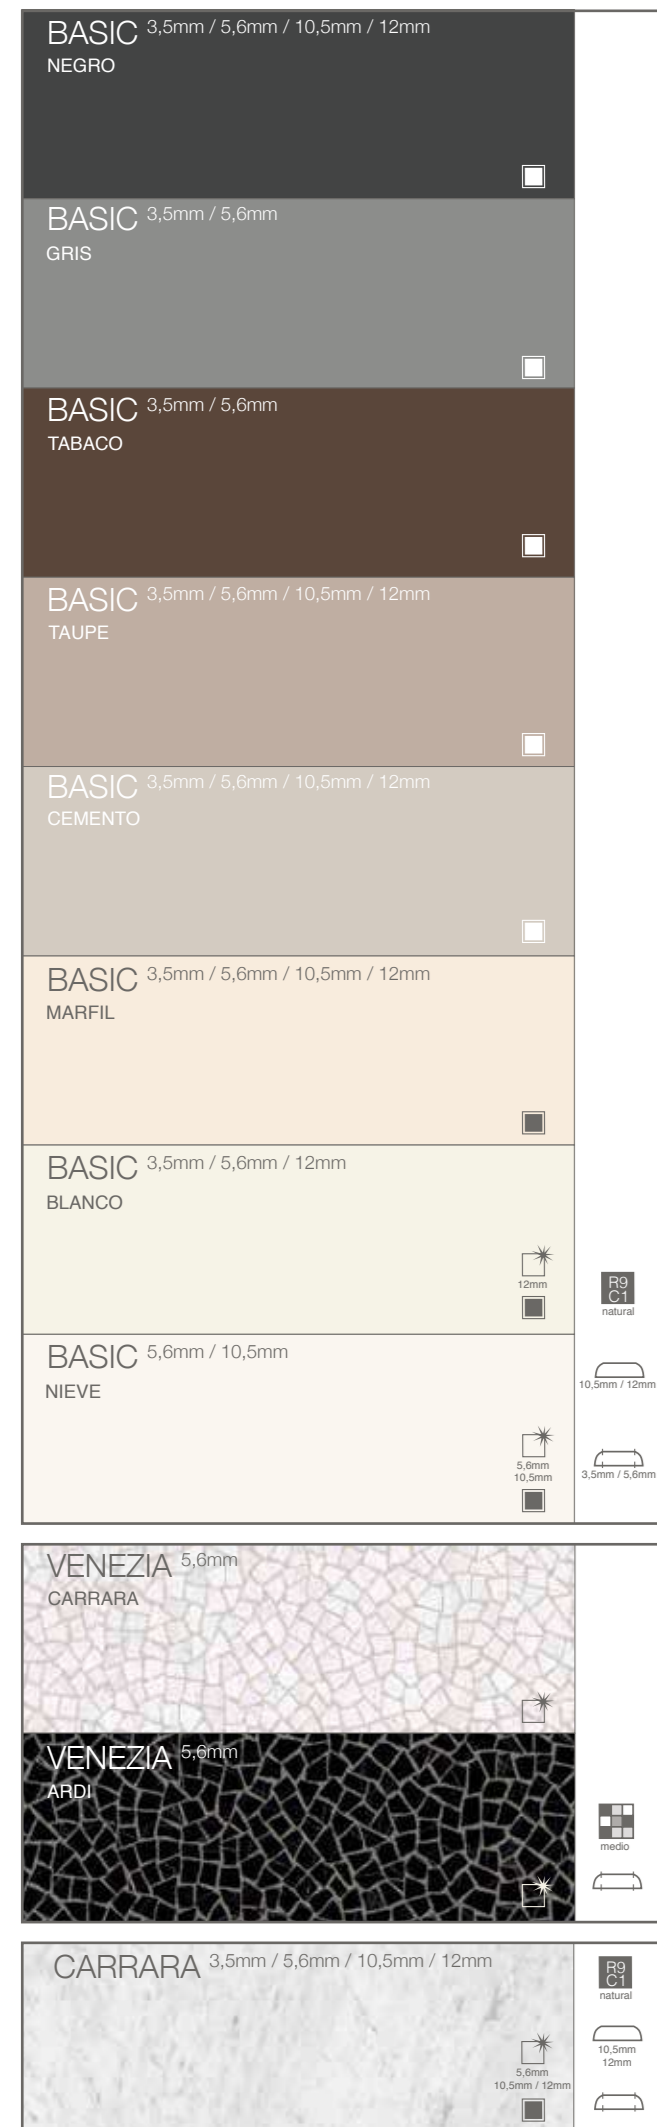 BASIC 3,5mm / 5,6mm / 10,5mm / 12mm
NEGRO
BASIC 3,5mm / 5,6mm
GRIS
BASIC 3,5mm / 5,6mm
TABACO
BASIC 3,5mm / 5,6mm / 10,5mm / 12mm
TAUPE
BASIC 3,5mm / 5,6mm / 10,5mm / 12mm
CEMENTO
BASIC 3,5mm / 5,6mm / 10,5mm / 12mm
MARFIL
BASIC 3,5mm / 5,6mm / 12mm
BLANCO
12mm
R9
C1
natural
BASIC 5,6mm / 10,5mm
NIEVE
10,5mm / 12mm
5,6mm
10,5mm
3,5mm / 5,6mm
VENEZIA 5,6mm
CARRARA
VENEZIA 5,6mm
ARDI
medio
CARRARA 3,5mm / 5,6mm / 10,5mm / 12mm
R9
C1
natural
5,6mm
10,5mm / 12mm
10,5mm
12mm